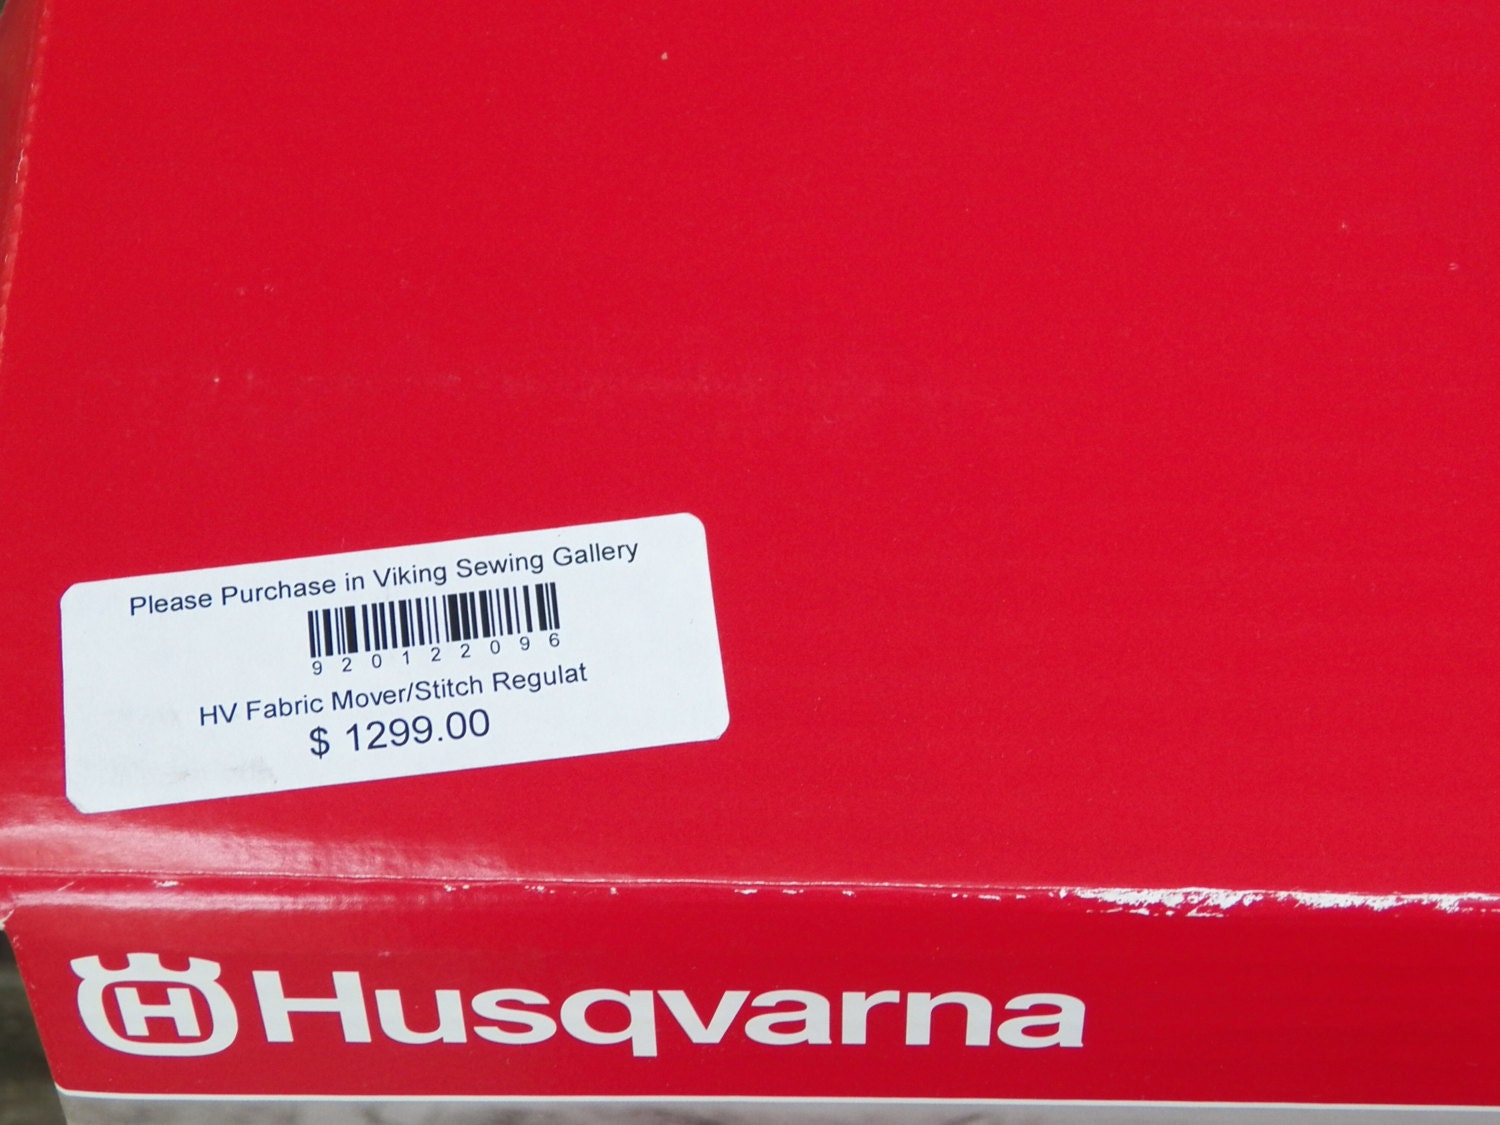 Please Purchase in Viking Sewing Gallery
920122096
HV Fabric Mover/Stitch Regulat
$ 1299.00
H Husqvarna